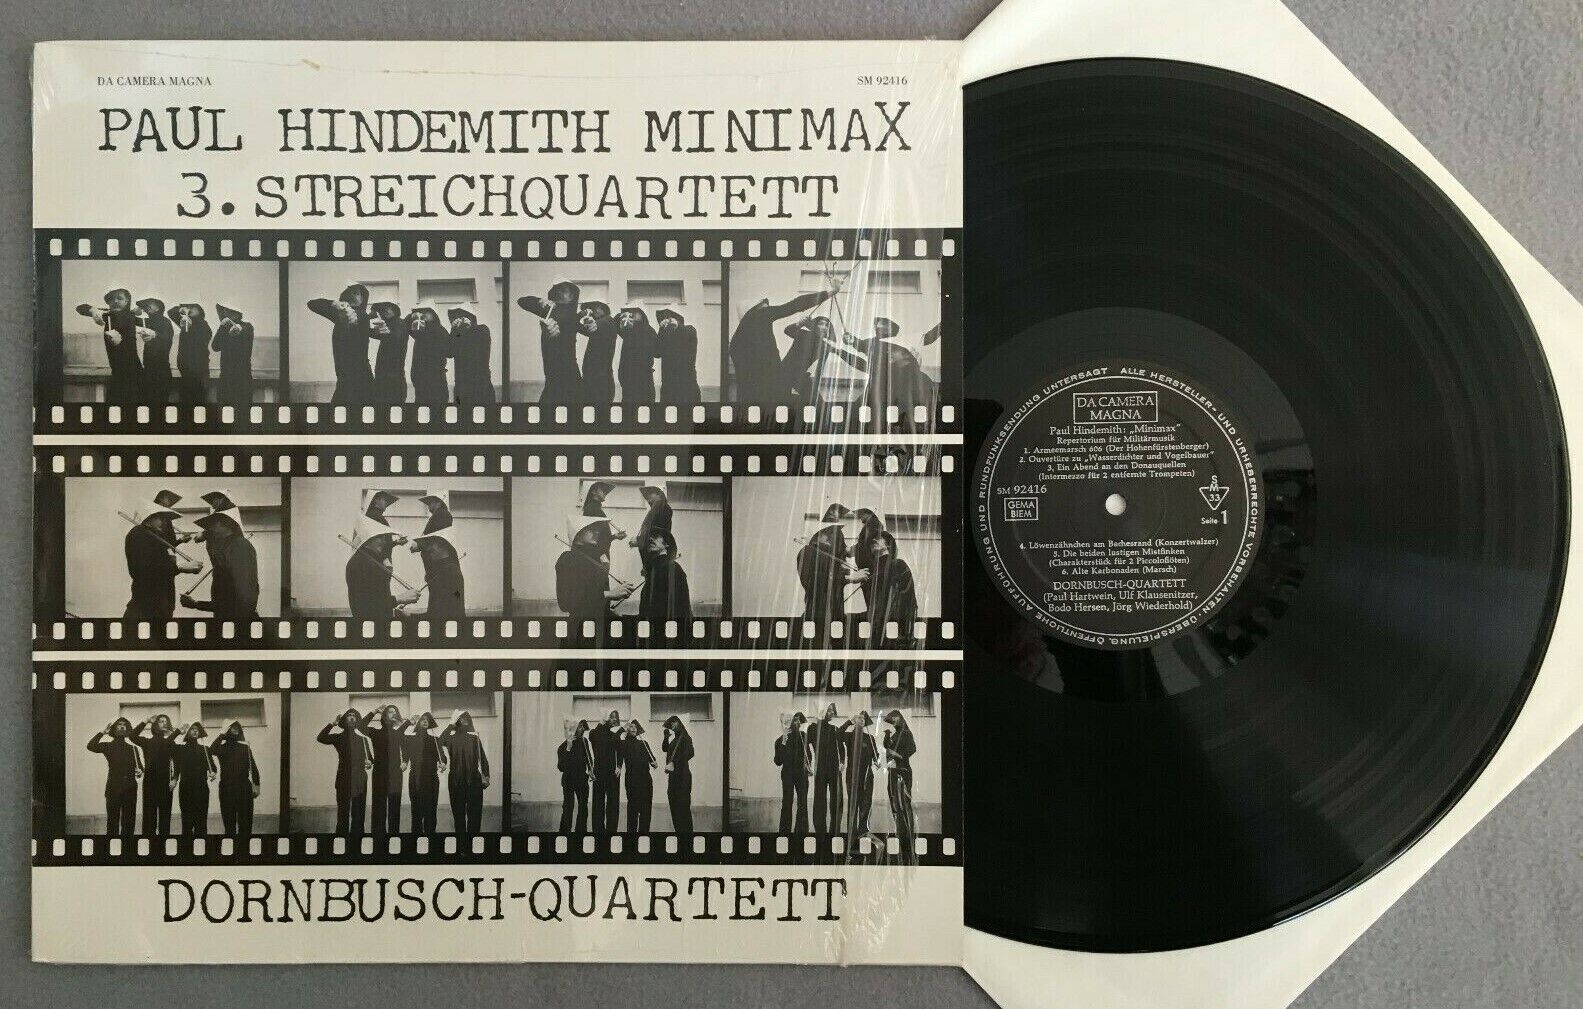 DA CAMERA MAGNA
SM 92416
PAUL HINDEMITH MINIMAX
3. STREICHQUARTETT
DORNBUSCH-QUARTETT
ALLE HERSTELLER- UND URHEBERRECHTE VORBEHALTEN · ÜBERSPIELUNG, ÖFFENTLICHE AUFFÜHRUNG UND RUNDFUNKSENDUNG UNTERSAGT
DA CAMERA
MAGNA
Paul Hindemith: „Minimax"
Repertorium für Militärmusik
1. Armeemarsch 606 (Der Hohenfürstenberger)
2. Ouvertüre zu „Wasserdichter und Vogelbauer"
3. Ein Abend an den Donauquellen
(Intermezzo für 2 entfernte Trompeten)
SM 92416
GEMA
BIEM
S
M
33
Seite 1
4. Löwenzähnchen am Bachesrand (Konzertwalzer)
5. Die beiden lustigen Mistfinken
(Charakterstück für 2 Piccoloflöten)
6. Alte Karbonaden (Marsch)
DORNBUSCH-QUARTETT
(Paul Hartwein, Ulf Klausenitzer,
Bodo Hersen, Jörg Wiederhold)